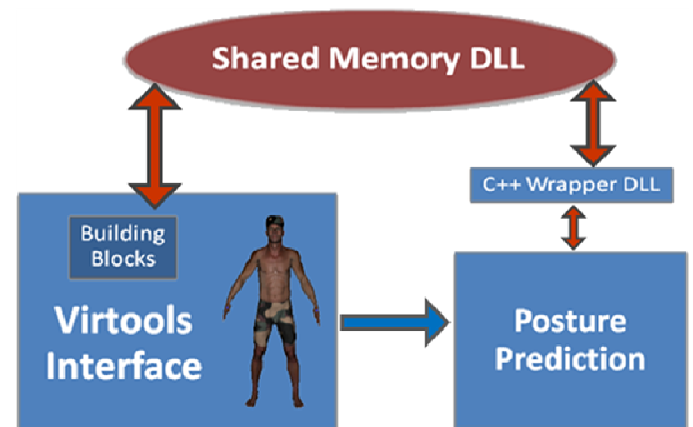 Shared Memory DLL
C++ Wrapper DLL
Building
Blocks
Virtools
Interface
Posture
Prediction